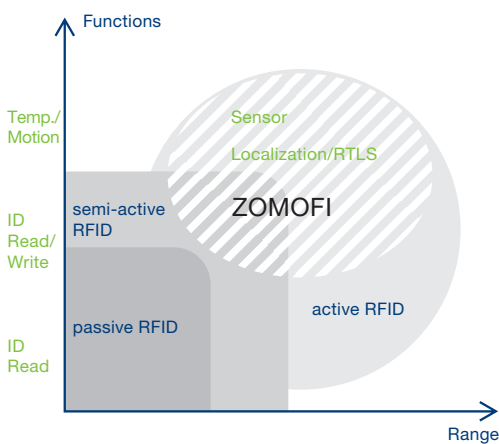 Functions
Temp./
Motion
Sensor
Localization/RTLS
ZOMOFI
semi-active
RFID
ID
Read/
Write
active RFID
passive RFID
ID
Read
Range